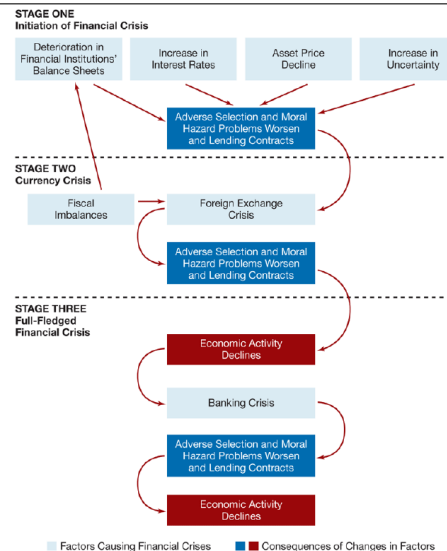 STAGE ONE
Initiation of Financial Crisis
Deterioration in
Financial Institutions'
Balance Sheets
Increase in
Interest Rates
Asset Price
Decline
Increase in
Uncertainty
Adverse Selection and Moral
Hazard Problems Worsen
and Lending Contracts
STAGE TWO
Currency Crisis
Fiscal
Imbalances
Foreign Exchange
Crisis
Adverse Selection and Moral
Hazard Problems Worsen
and Lending Contracts
STAGE THREE
Full-Fledged
Financial Crisis
Economic Activity
Declines
Banking Crisis
Adverse Selection and Moral
Hazard Problems Worsen
and Lending Contracts
Economic Activity
Declines
Factors Causing Financial Crises
Consequences of Changes in Factors